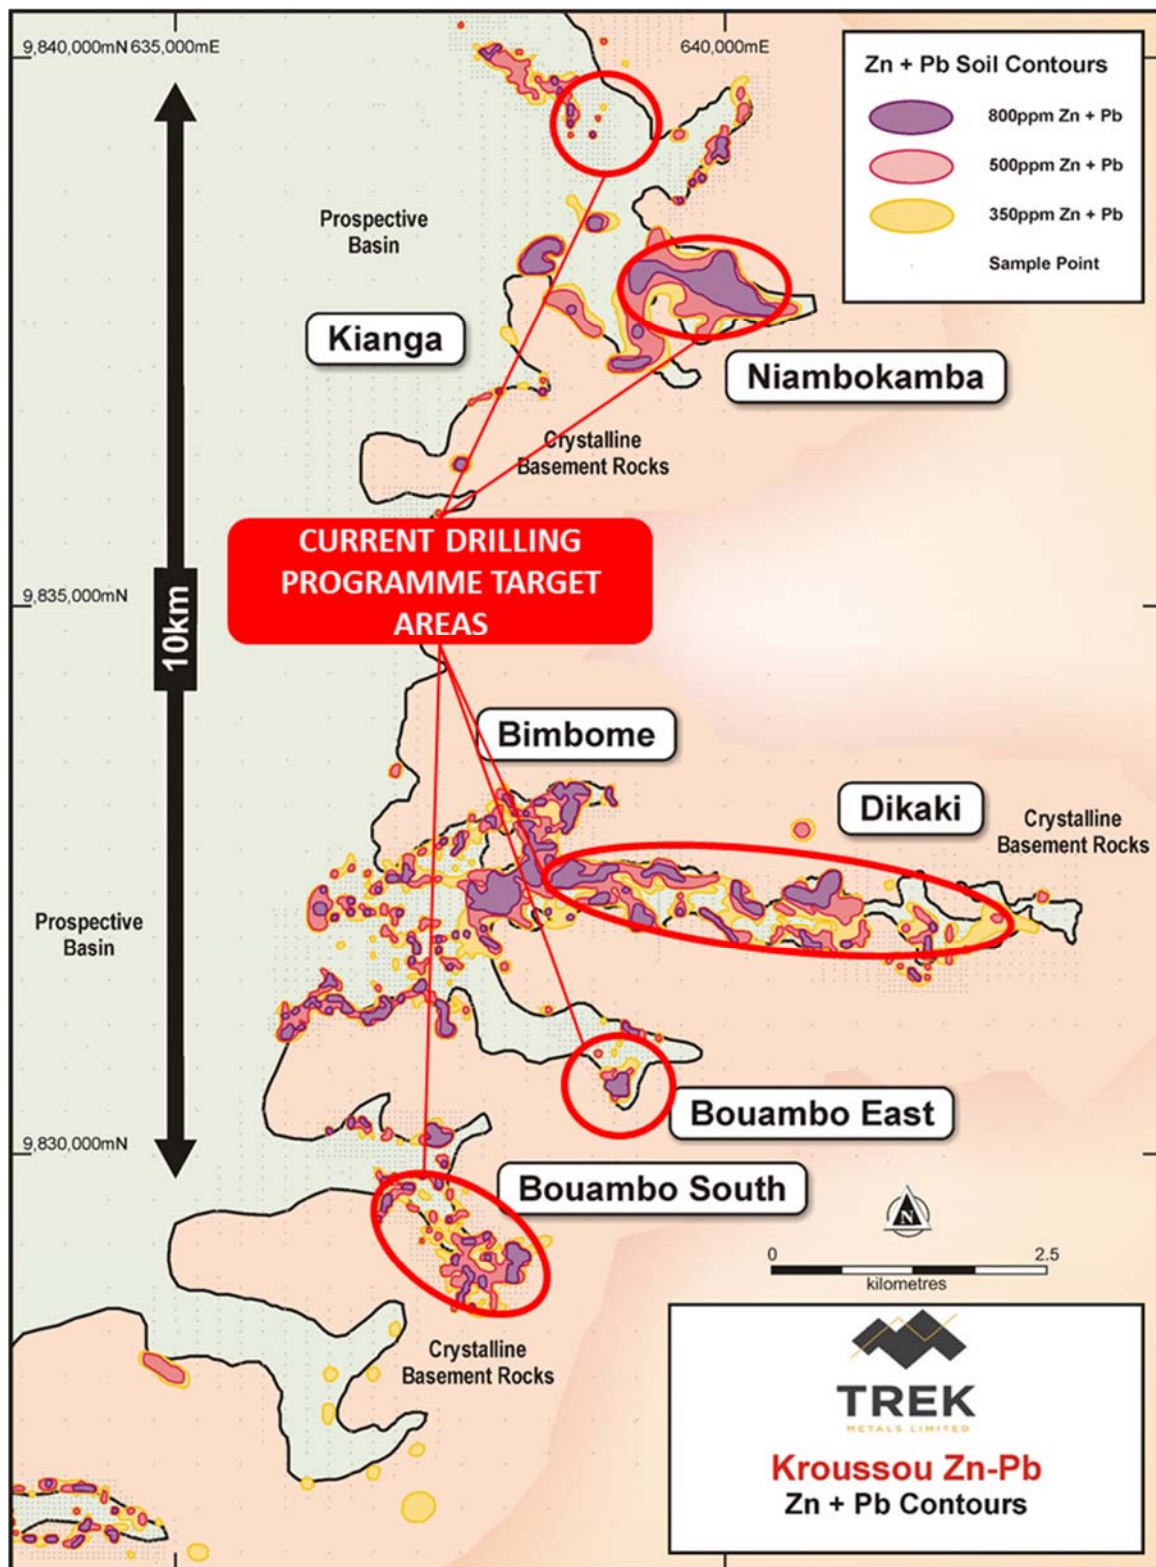 9,840,000mN 635,000mE
640,000mE
Zn + Pb Soil Contours
800ppm Zn + Pb
500ppm Zn + Pb
350ppm Zn + Pb
Sample Point
Prospective
Basin
Kianga
Niambokamba
Crystalline
Basement Rocks
CURRENT DRILLING
PROGRAMME TARGET
AREAS
9,835,000mN
10km
Bimbome
Dikaki
Crystalline
Basement Rocks
Prospective
Basin
Bouambo East
9,830,000mN
Bouambo South
N
0 2.5
kilometres
Crystalline
Basement Rocks
TREK
METALS LIMITED
Kroussou Zn-Pb
Zn + Pb Contours